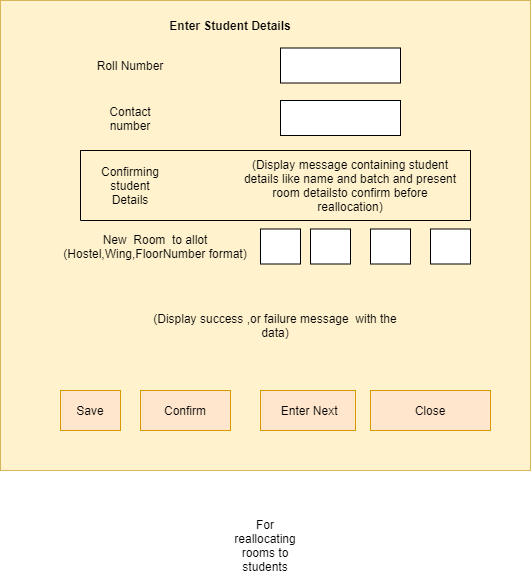 Enter Student Details
Roll Number
Contact
number
Confirming
student
Details
(Display message containing student
details like name and batch and present
room detailsto confirm before
reallocation)
New Room to allot
(Hostel,Wing,FloorNumber format)
(Display success ,or failure message with the
data)
Save
Confirm
Enter Next
Close
For
reallocating
rooms to
students